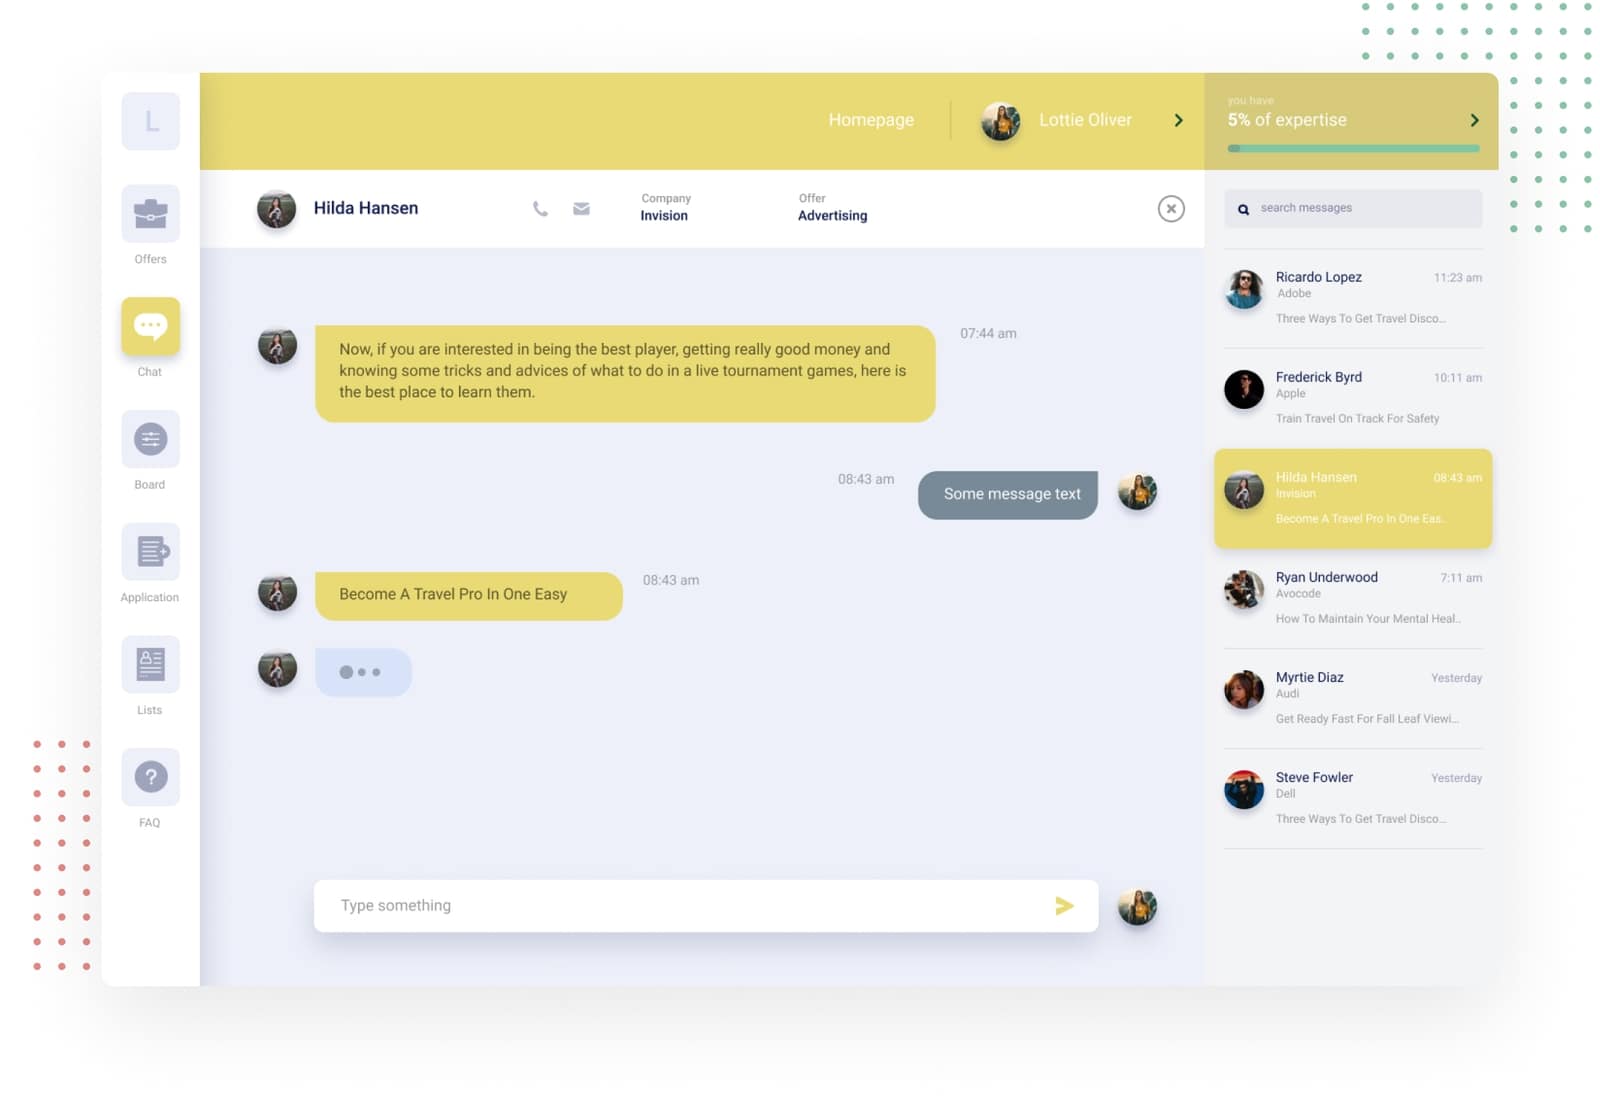 L
Offers
Chat
Board
Application
Lists
FAQ
Homepage
Lottie Oliver
you have
5% of expertise
Hilda Hansen
Company
Invision
Offer
Advertising
Now, if you are interested in being the best player, getting really good money and
knowing some tricks and advices of what to do in a live tournament games, here is
the best place to learn them.
07:44 am
08:43 am
Some message text
Become A Travel Pro In One Easy
08:43 am
Type something
search messages
Ricardo Lopez
11:23 am
Adobe
Three Ways To Get Travel Disco...
Frederick Byrd
10:11 am
Apple
Train Travel On Track For Safety
Hilda Hansen
08:43 am
Invision
Become A Travel Pro In One Eas..
Ryan Underwood
7:11 am
Avocode
How To Maintain Your Mental Heal..
Myrtie Diaz
Yesterday
Audi
Get Ready Fast For Fall Leaf Viewi...
Steve Fowler
Yesterday
Dell
Three Ways To Get Travel Disco...